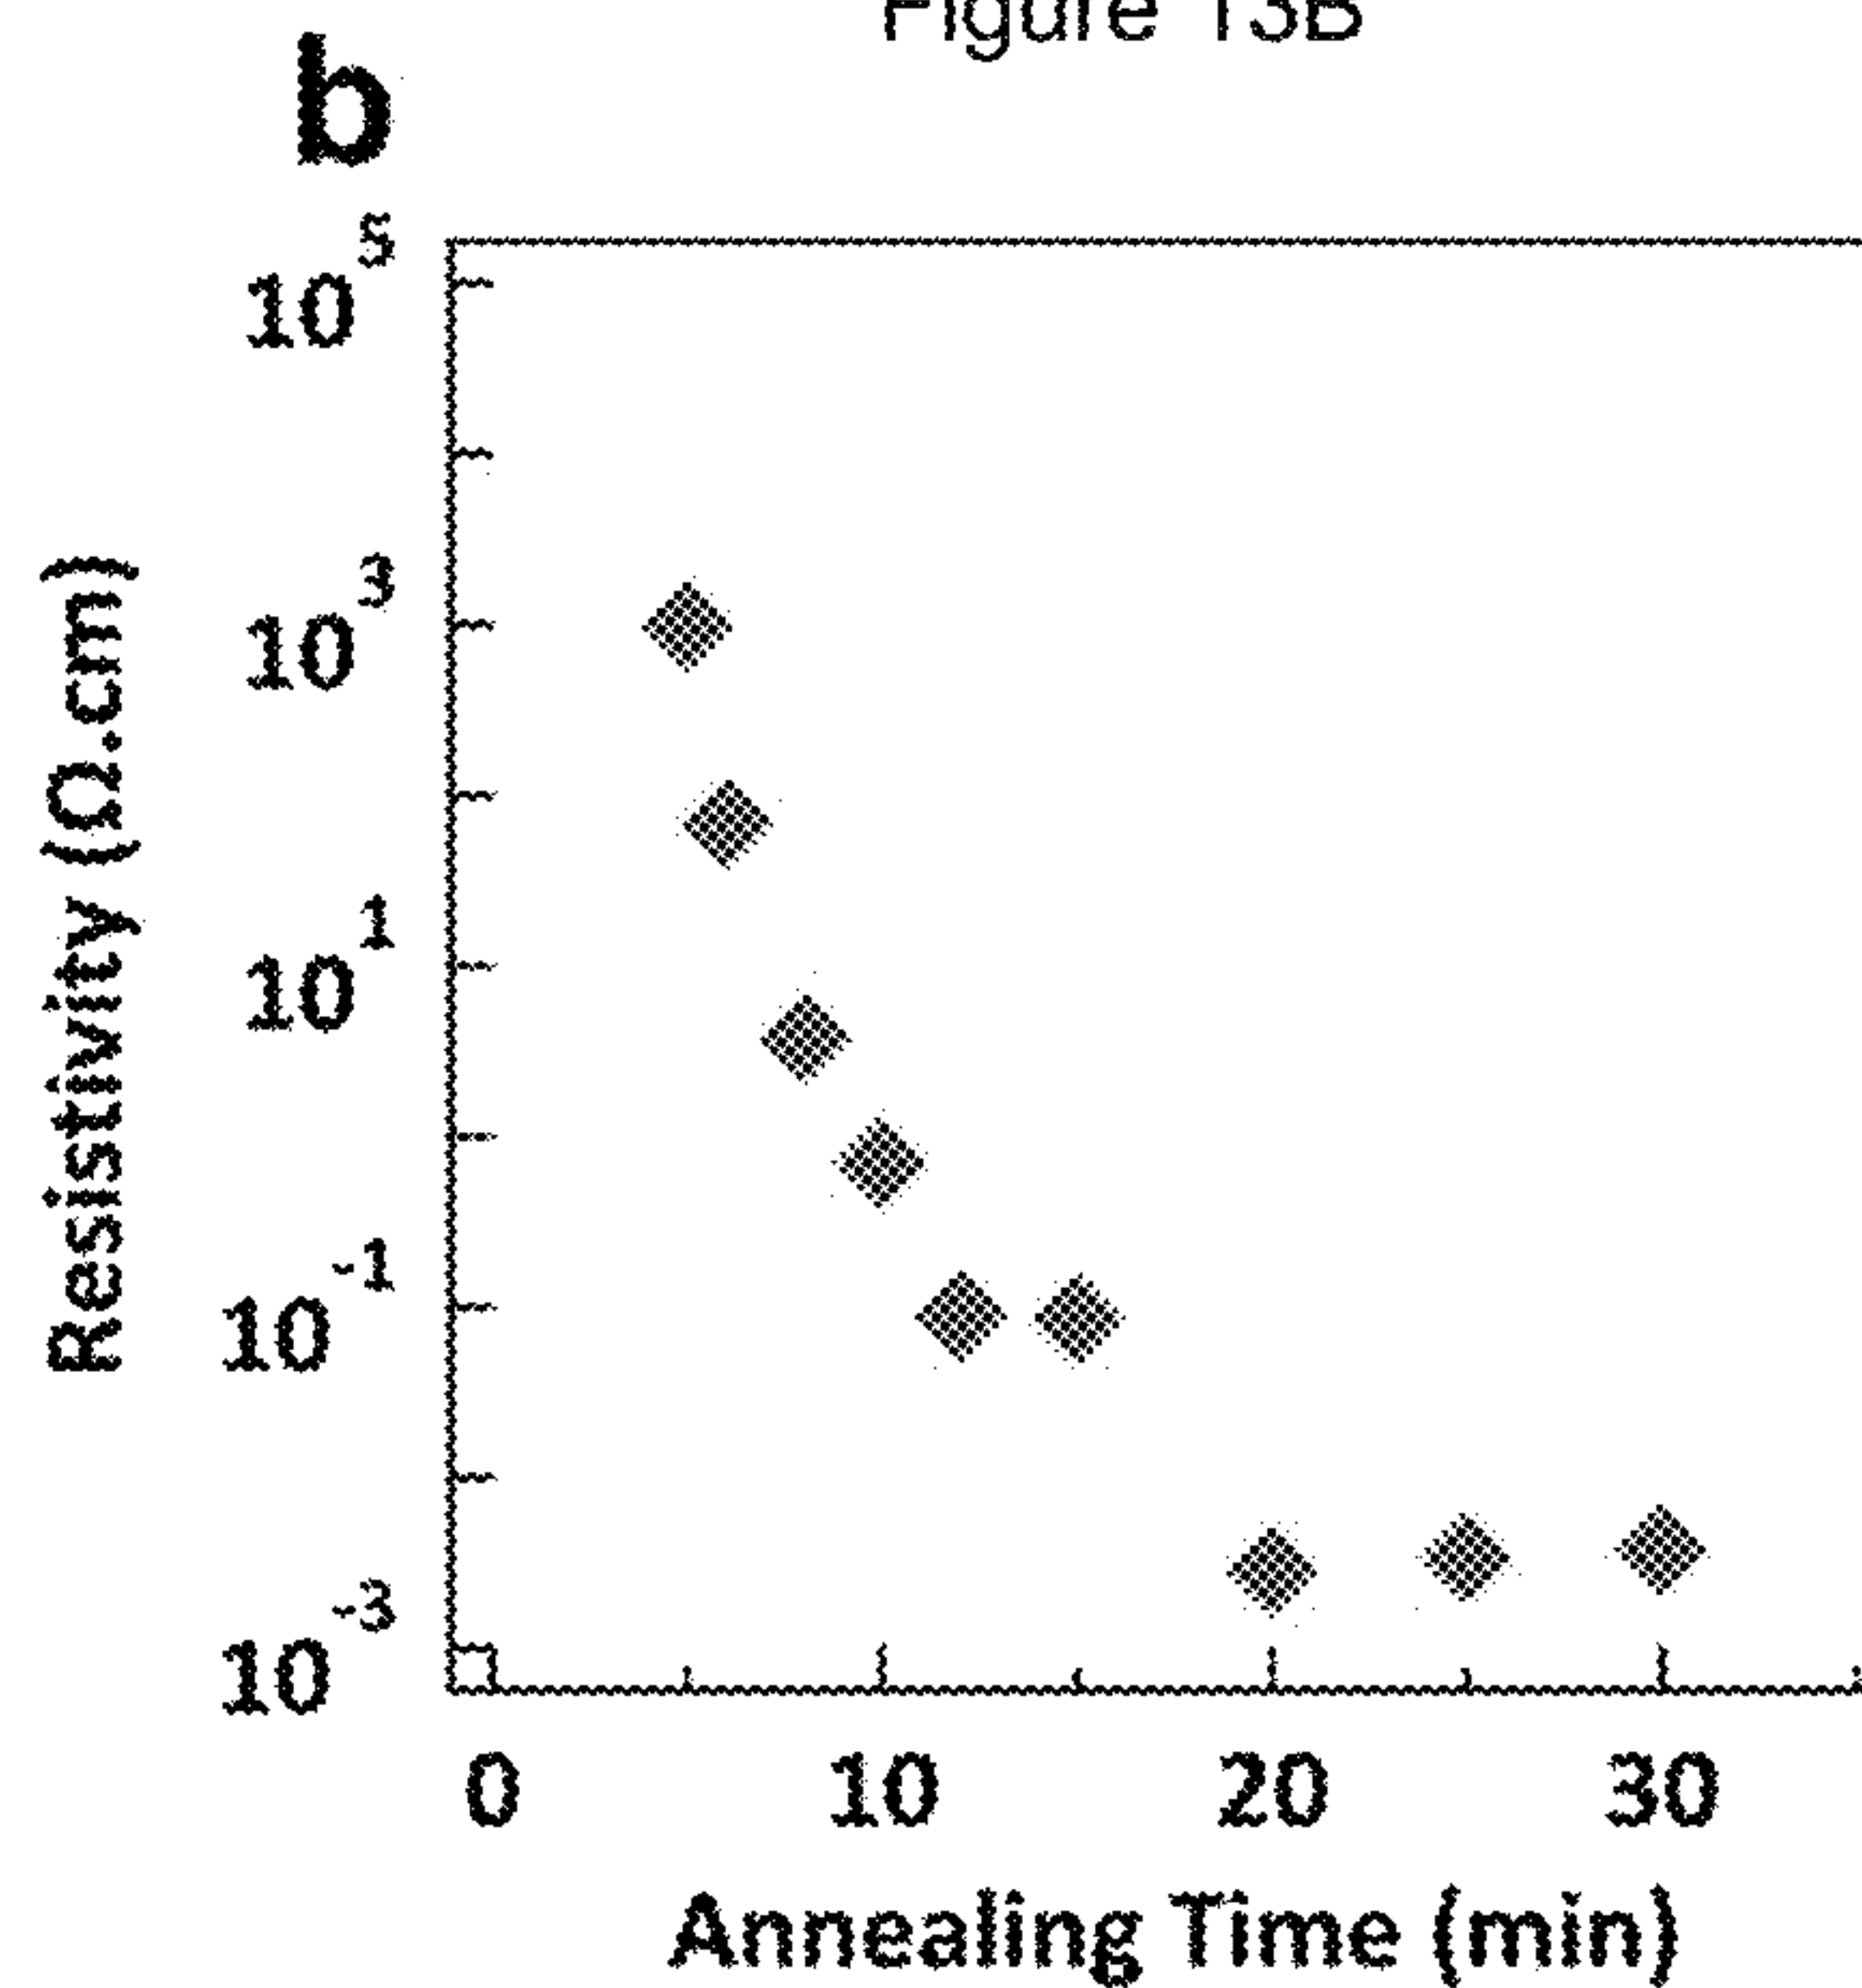 Figure 13B
b
10^5
10^3
10^1
10^-1
10^-3
Resistivity (Ω.cm)
0 10 20 30
Annealing Time (min)